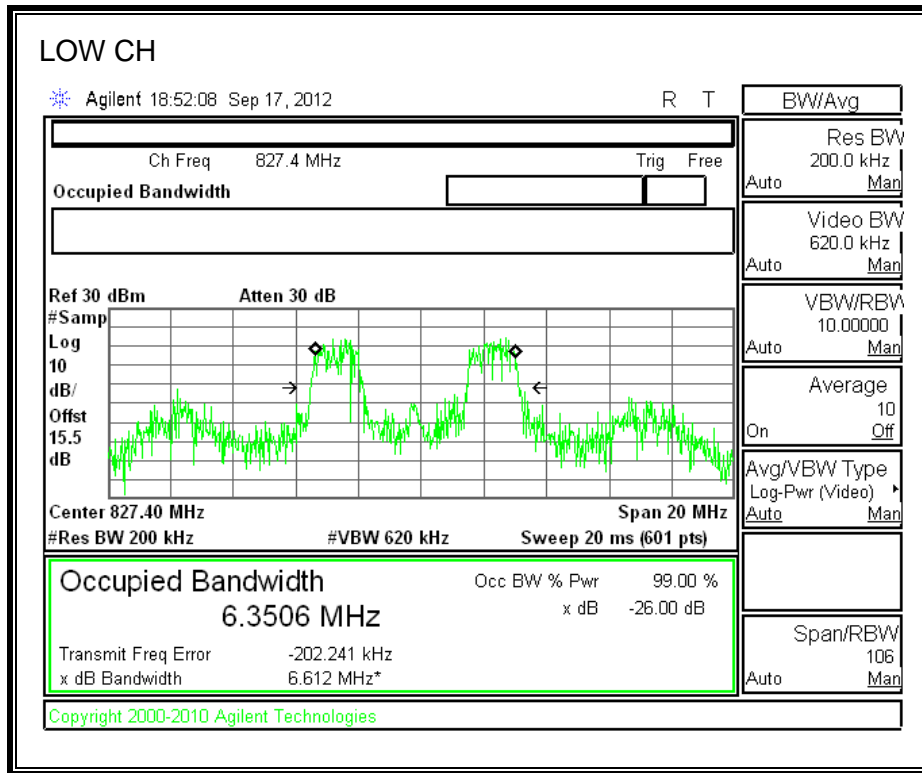 LOW CH
Agilent 18:52:08 Sep 17, 2012 R T
Ch Freq 827.4 MHz Trig Free
Occupied Bandwidth
Ref 30 dBm Atten 30 dB
#Samp
Log
10
dB/
Offst
15.5
dB
Center 827.40 MHz Span 20 MHz
#Res BW 200 kHz #VBW 620 kHz Sweep 20 ms (601 pts)
Occupied Bandwidth
6.3506 MHz
Occ BW % Pwr 99.00 %
x dB -26.00 dB
Transmit Freq Error -202.241 kHz
x dB Bandwidth 6.612 MHz*
Copyright 2000-2010 Agilent Technologies
BW/Avg
Res BW
200.0 kHz
Auto Man
Video BW
620.0 kHz
Auto Man
VBW/RBW
10.00000
Auto Man
Average
10
On Off
Avg/VBW Type
Log-Pwr (Video)
Auto Man
Span/RBW
106
Auto Man